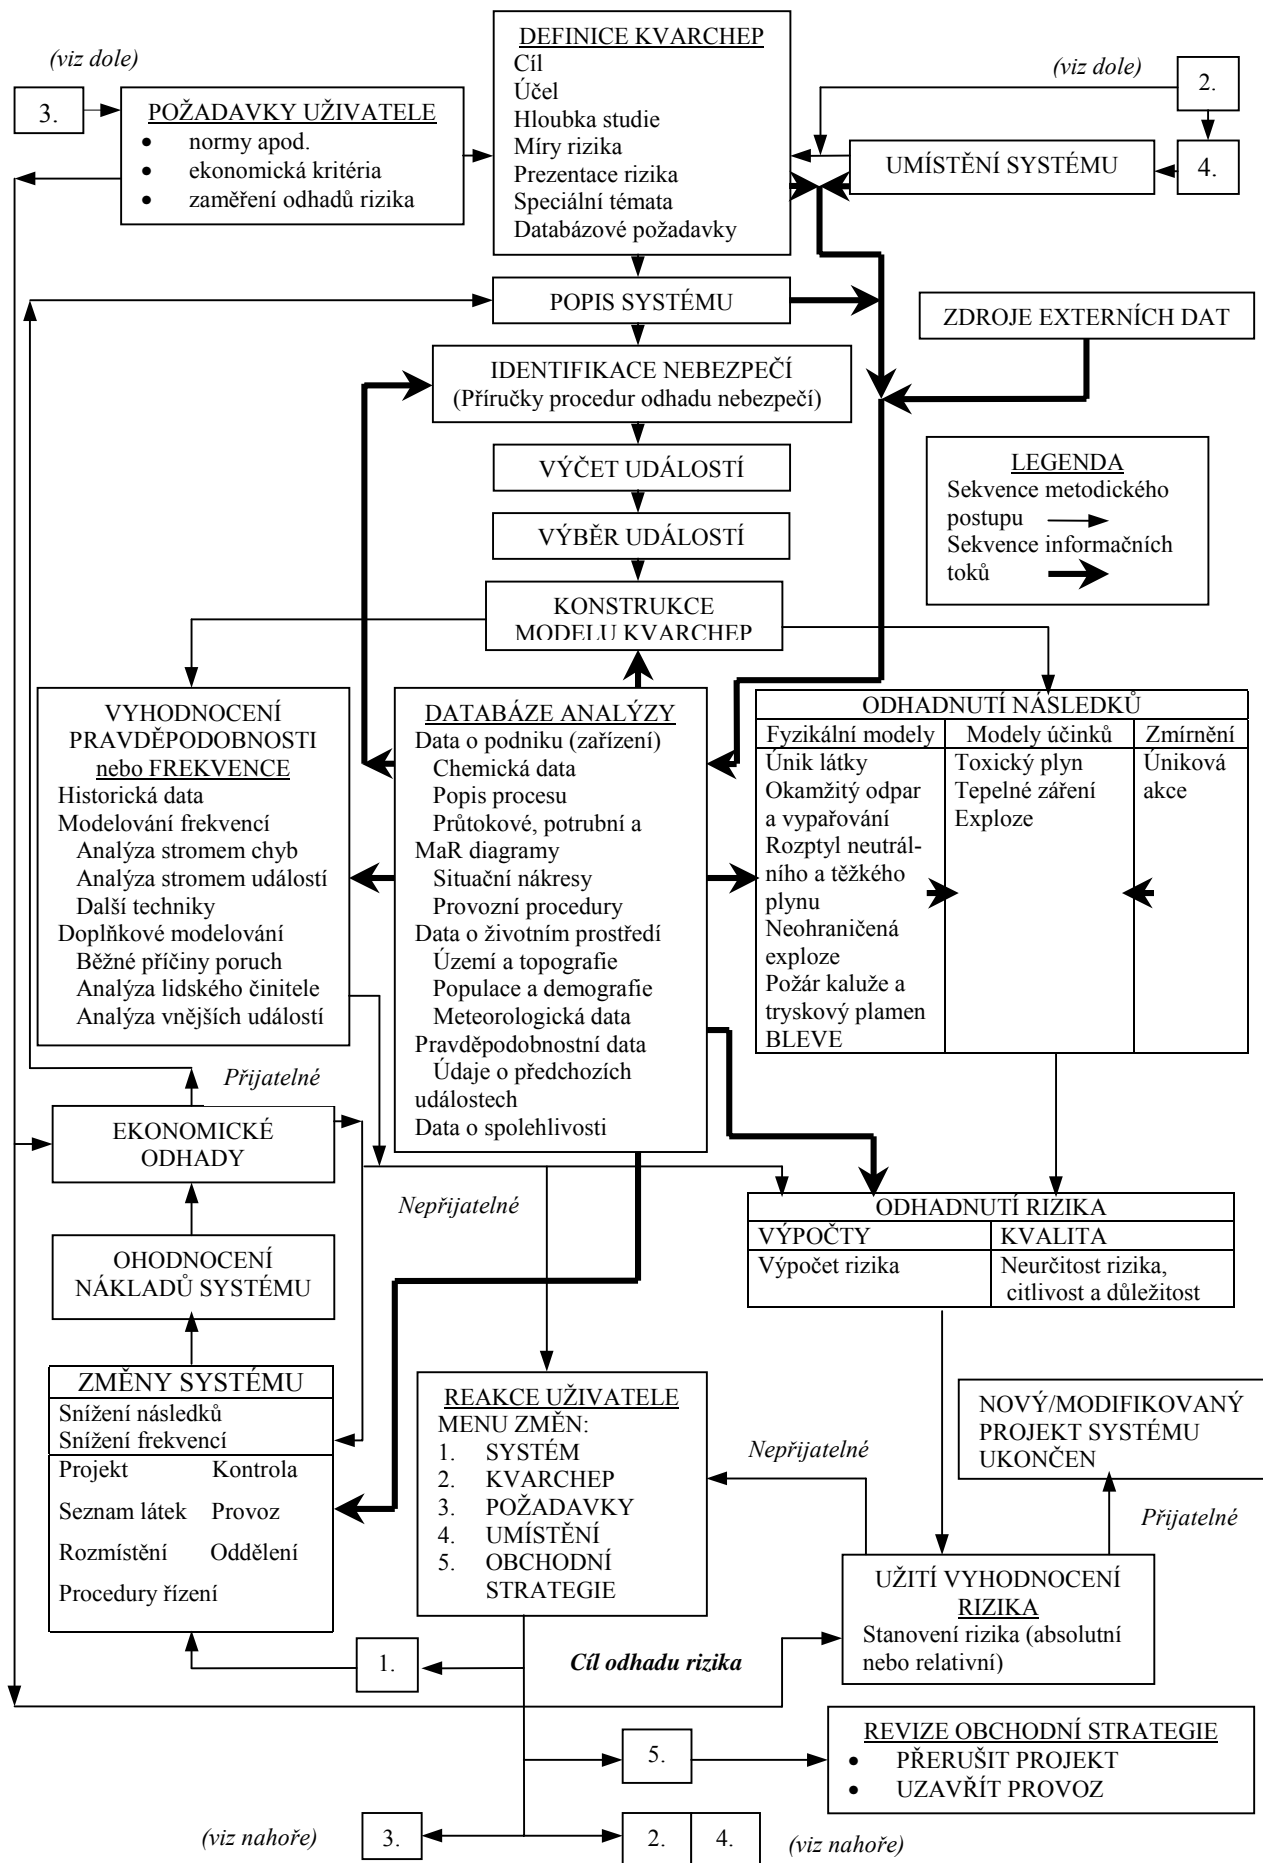 (viz dole)
3.
POŽADAVKY UŽIVATELE
• normy apod.
• ekonomická kritéria
• zaměření odhadů rizika
DEFINICE KVARCHEP
Cíl
Účel
Hloubka studie
Míry rizika
Prezentace rizika
Speciální témata
Databázové požadavky
(viz dole)
2.
UMÍSTĚNÍ SYSTÉMU
4.
POPIS SYSTÉMU
ZDROJE EXTERNÍCH DAT
IDENTIFIKACE NEBEZPEČÍ
(Příručky procedur odhadu nebezpečí)
VÝČET UDÁLOSTÍ
VÝBĚR UDÁLOSTÍ
LEGENDA
Sekvence metodického
postupu
Sekvence informačních
toků
KONSTRUKCE
MODELU KVARCHEP
VYHODNOCENÍ
PRAVDĚPODOBNOSTI
nebo FREKVENCE
Historická data
Modelování frekvencí
Analýza stromem chyb
Analýza stromem událostí
Další techniky
Doplňkové modelování
Běžné příčiny poruch
Analýza lidského činitele
Analýza vnějších událostí
DATABÁZE ANALÝZY
Data o podniku (zařízení)
Chemická data
Popis procesu
Průtokové, potrubní a
MaR diagramy
Situační nákresy
Provozní procedury
Data o životním prostředí
Území a topografie
Populace a demografie
Meteorologická data
Pravděpodobnostní data
Údaje o předchozích
událostech
Data o spolehlivosti
ODHADNUTÍ NÁSLEDKŮ
Fyzikální modely
Únik látky
Okamžitý odpar
a vypařování
Rozptyl neutrál-
ního a těžkého
plynu
Neohraničená
exploze
Požár kaluže a
tryskový plamen
BLEVE
Modely účinků
Toxický plyn
Tepelné záření
Exploze
Zmírnění
Úniková
akce
Přijatelné
EKONOMICKÉ
ODHADY
Nepřijatelné
ODHADNUTÍ RIZIKA
VÝPOČTY
Výpočet rizika
KVALITA
Neurčitost rizika,
citlivost a důležitost
OHODNOCENÍ
NÁKLADŮ SYSTÉMU
ZMĚNY SYSTÉMU
Snížení následků
Snížení frekvencí
Projekt Kontrola
Seznam látek Provoz
Rozmístění Oddělení
Procedury řízení
REAKCE UŽIVATELE
MENU ZMĚN:
1. SYSTÉM
2. KVARCHEP
3. POŽADAVKY
4. UMÍSTĚNÍ
5. OBCHODNÍ
STRATEGIE
Nepřijatelné
NOVÝ/MODIFIKOVANÝ
PROJEKT SYSTÉMU
UKONČEN
Přijatelné
UŽITÍ VYHODNOCENÍ
RIZIKA
Stanovení rizika (absolutní
nebo relativní)
1.
Cíl odhadu rizika
5.
REVIZE OBCHODNÍ STRATEGIE
• PŘERUŠIT PROJEKT
• UZAVŘÍT PROVOZ
(viz nahoře)
3.
2.
4.
(viz nahoře)